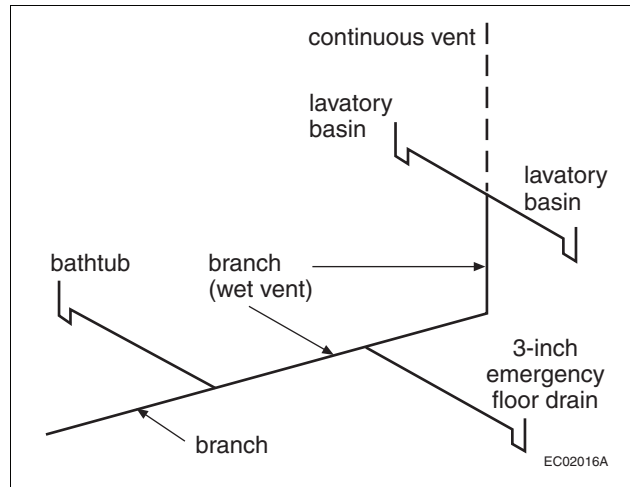 continuous vent
lavatory
basin
lavatory
basin
bathtub
branch
(wet vent)
3-inch
emergency
floor drain
branch
EC02016A